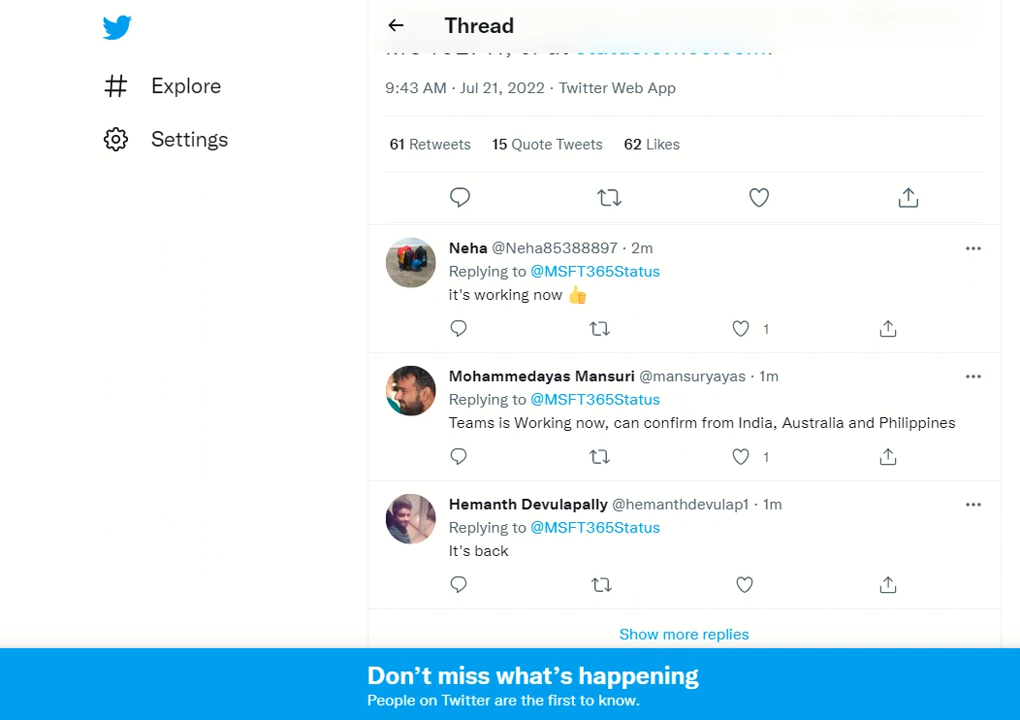 Thread
Explore
9:43 AM · Jul 21, 2022 · Twitter Web App
Settings
61 Retweets 15 Quote Tweets 62 Likes
Neha @Neha85388897 · 2m
Replying to @MSFT365Status
it's working now 👍
1
Mohammedayas Mansuri @mansuryayas · 1m
Replying to @MSFT365Status
Teams is Working now, can confirm from India, Australia and Philippines
1
Hemanth Devulapally @hemanthdevulap1 · 1m
Replying to @MSFT365Status
It's back
Show more replies
Don't miss what's happening
People on Twitter are the first to know.